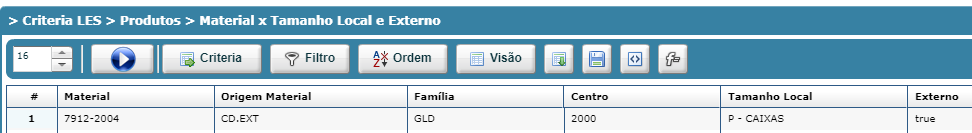 > Criteria LES > Produtos > Material x Tamanho Local e Externo
16 Criteria Filtro Ordem Visão
# Material Origem Material Família Centro Tamanho Local Externo
1 7912-2004 CD.EXT GLD 2000 P - CAIXAS true